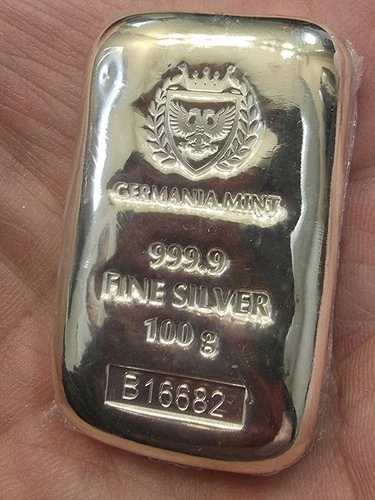 GERMANIA MINT
999.9
FINE SILVER
100 g
B16682